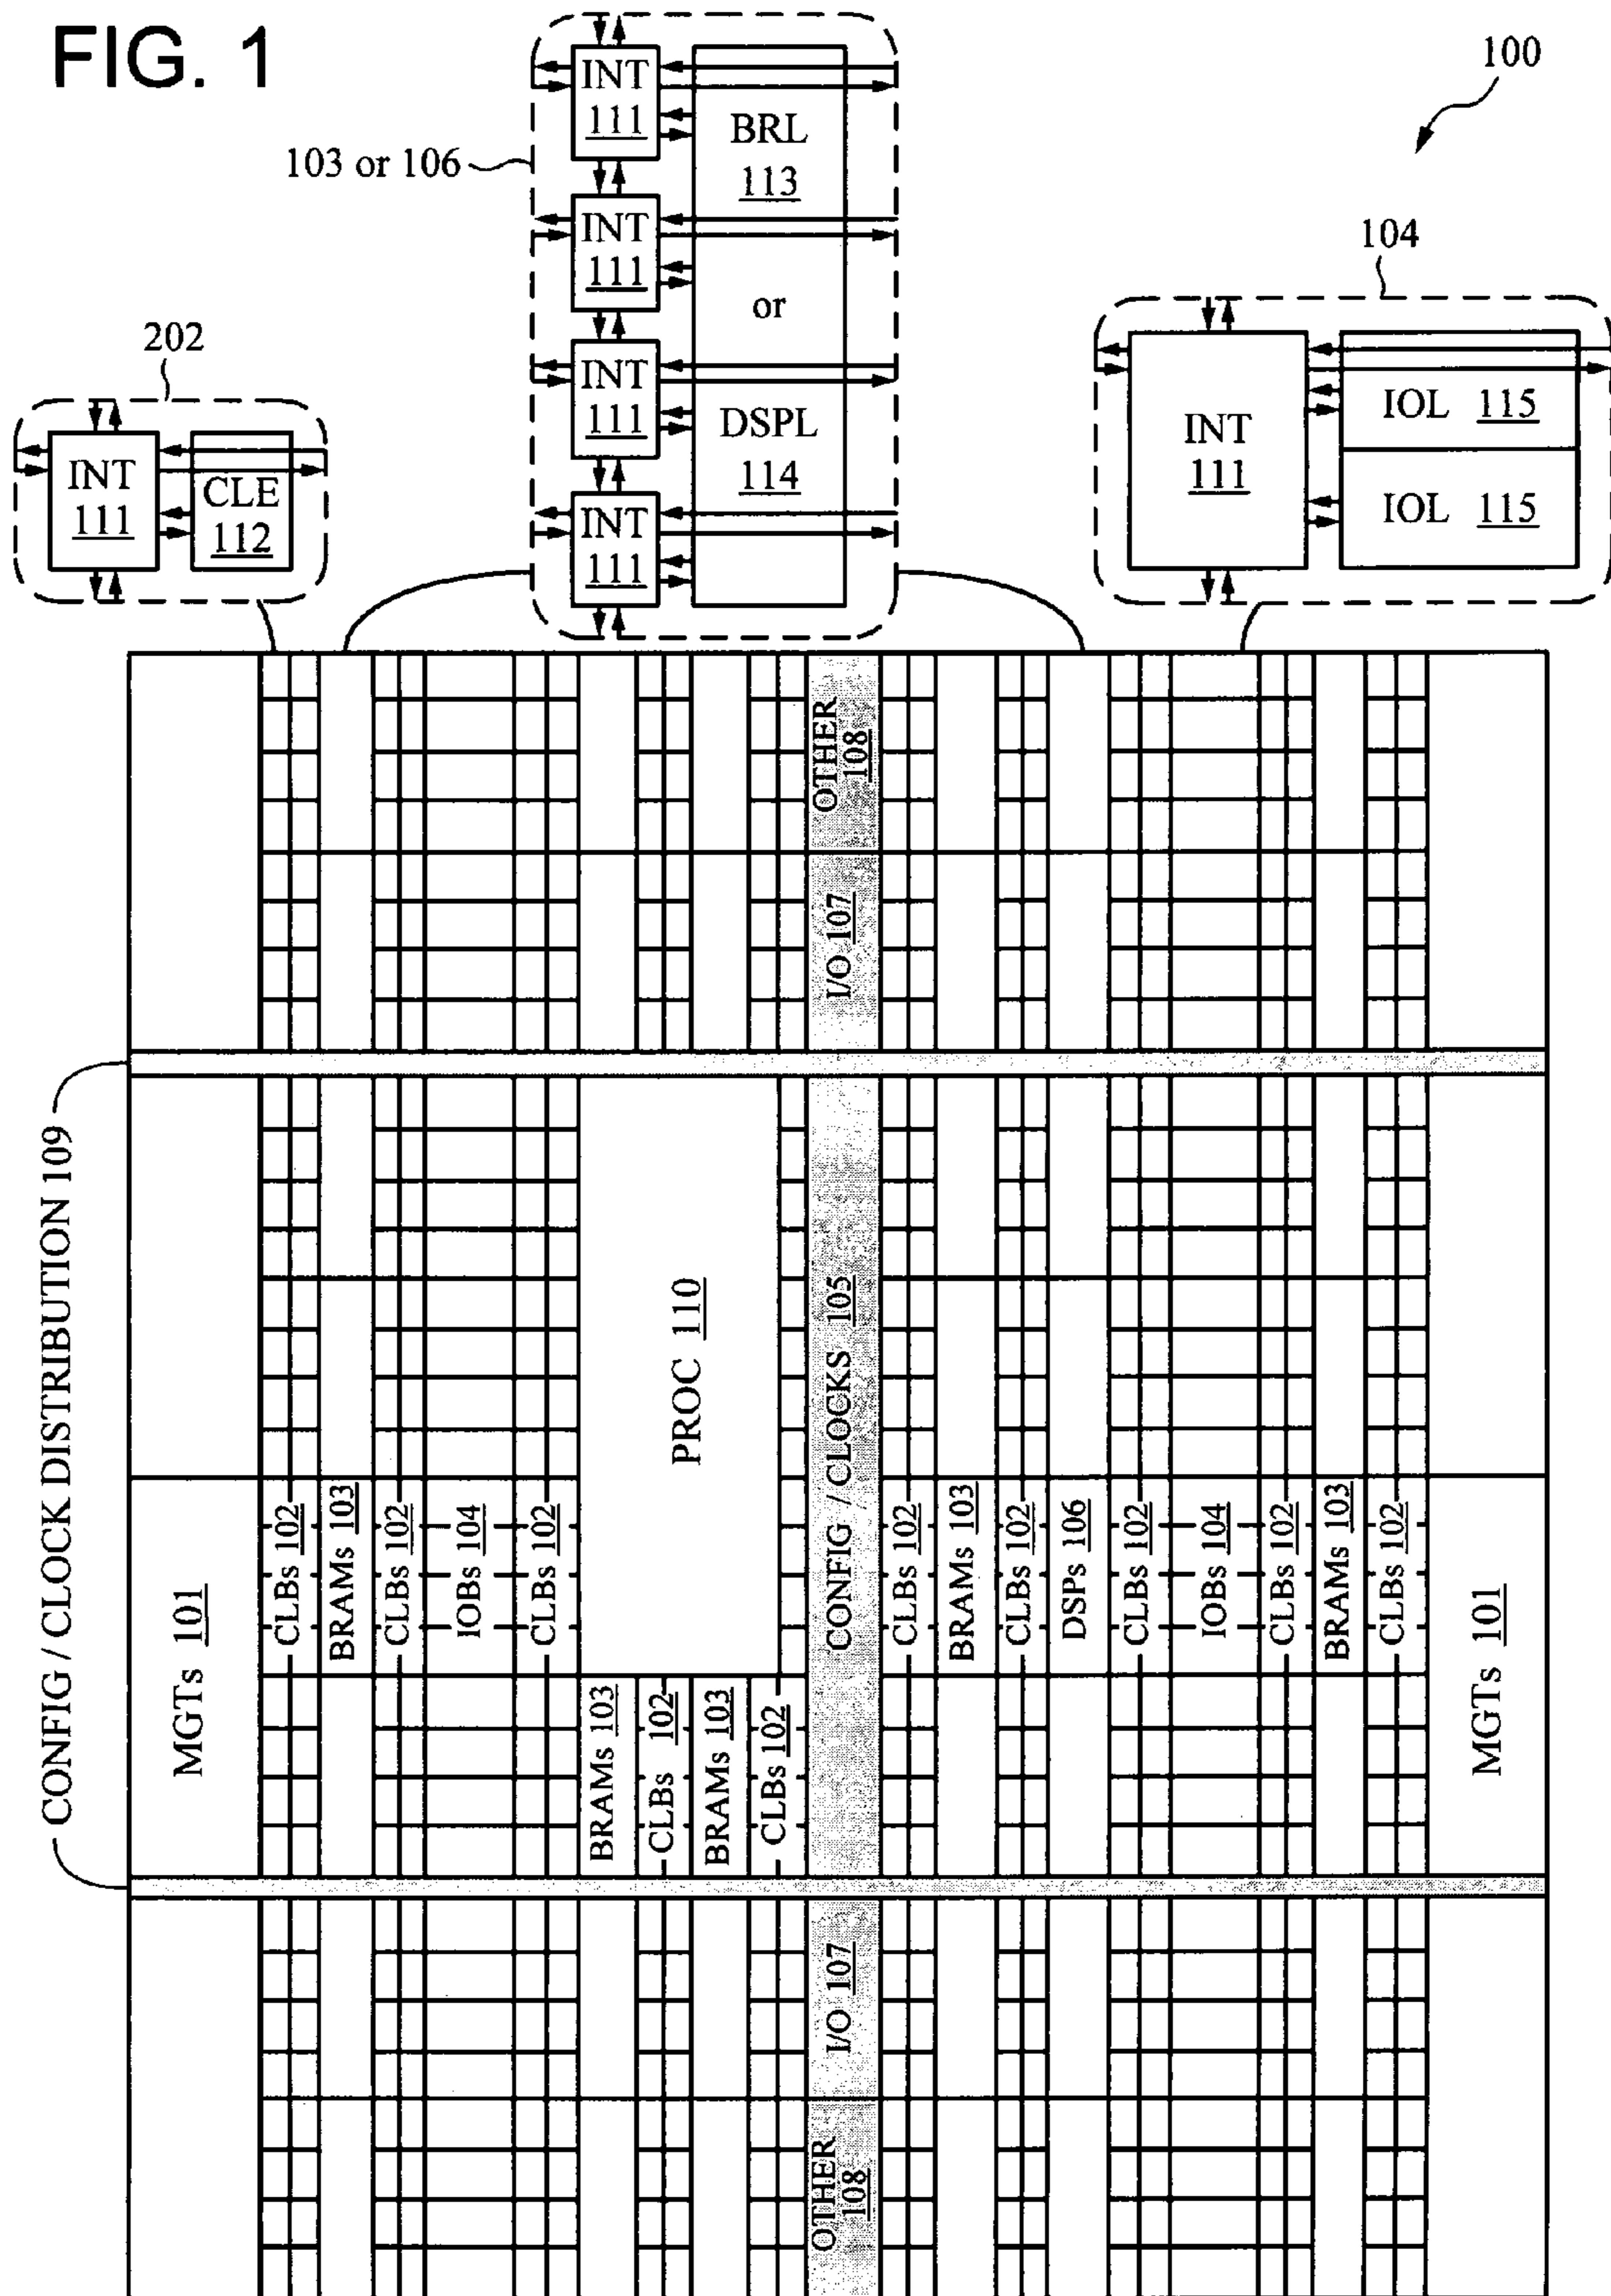 FIG. 1
100
103 or 106
INT
111
INT
111
INT
111
INT
111
BRL
113
or
DSPL
114
202
INT
111
CLE
112
104
INT
111
IOL 115
IOL 115
OTHER
108
I/O 107
CONFIG / CLOCK DISTRIBUTION 109
MGTs 101
CLBs 102
BRAMs 103
CLBs 102
IOBs 104
CLBs 102
PROC 110
BRAMs 103
CLBs 102
BRAMs 103
CLBs 102
CONFIG / CLOCKS 105
CLBs 102
BRAMs 103
CLBs 102
DSPs 106
CLBs 102
IOBs 104
CLBs 102
BRAMs 103
CLBs 102
MGTs 101
I/O 107
OTHER
108